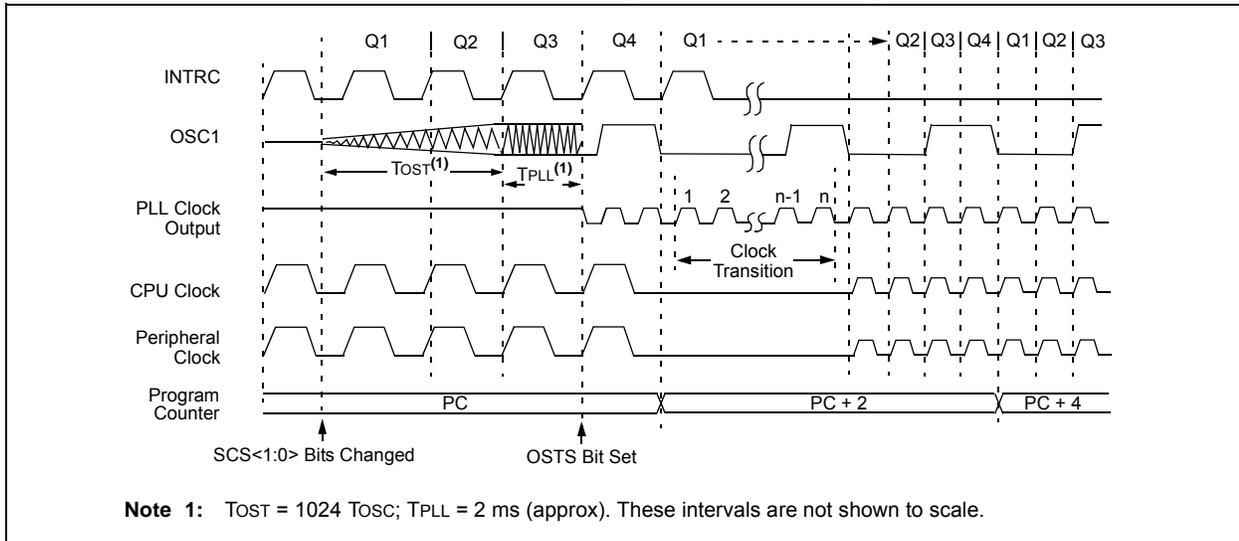 Q1 Q2 Q3 Q4 Q1 Q2 Q3 Q4 Q1 Q2 Q3
INTRC
OSC1
TOST(1) TPLL(1)
1 2 n-1 n
PLL Clock
Output
Clock
Transition
CPU Clock
Peripheral
Clock
Program
Counter
PC PC + 2 PC + 4
SCS<1:0> Bits Changed OSTS Bit Set
Note 1: TOST = 1024 TOSC; TPLL = 2 ms (approx). These intervals are not shown to scale.